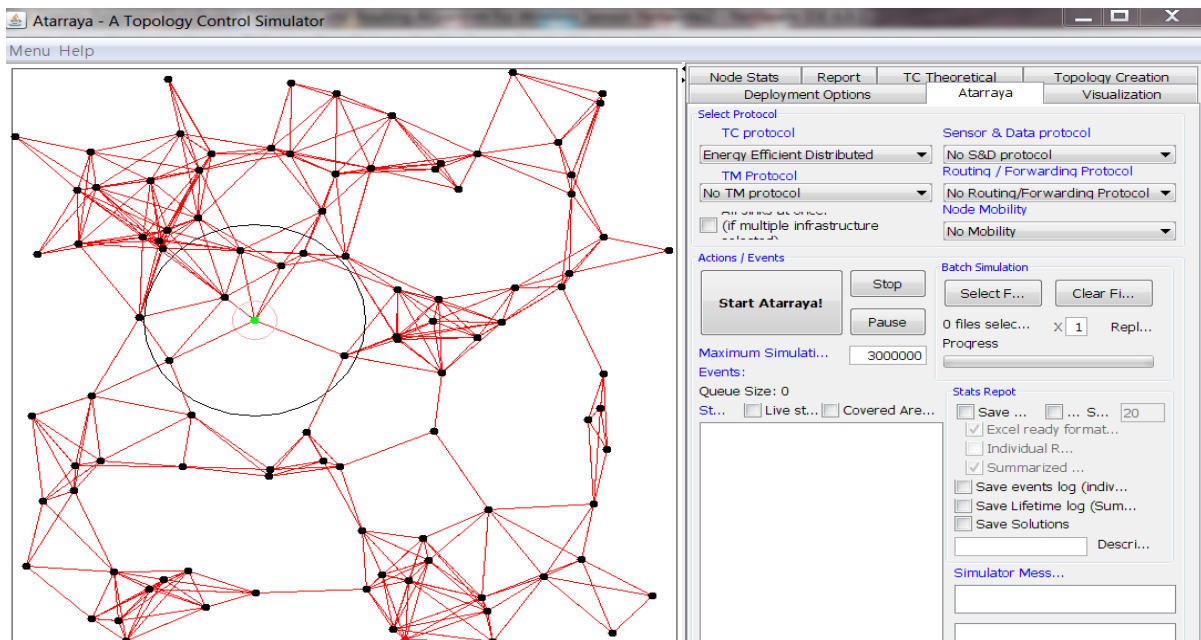 Atarraya - A Topology Control Simulator
Menu Help
Node Stats Report TC Theoretical Topology Creation
Deployment Options Atarraya Visualization
Select Protocol
TC protocol Sensor & Data protocol
Energy Efficient Distributed No S&D protocol
TM Protocol Routing / Forwarding Protocol
No TM protocol No Routing/Forwarding Protocol
Node Mobility
(if multiple infrastructure No Mobility
Actions / Events
Batch Simulation
Start Atarraya! Stop Select F... Clear Fi...
Pause 0 files selec... X 1 Repl...
Progress
Maximum Simulati... 3000000
Events:
Queue Size: 0 Stats Repot
St... Live st... Covered Are... Save ... ... S... 20
Excel ready format...
Individual R...
Summarized ...
Save events log (indiv...
Save Lifetime log (Sum...
Save Solutions
Descri...
Simulator Mess...